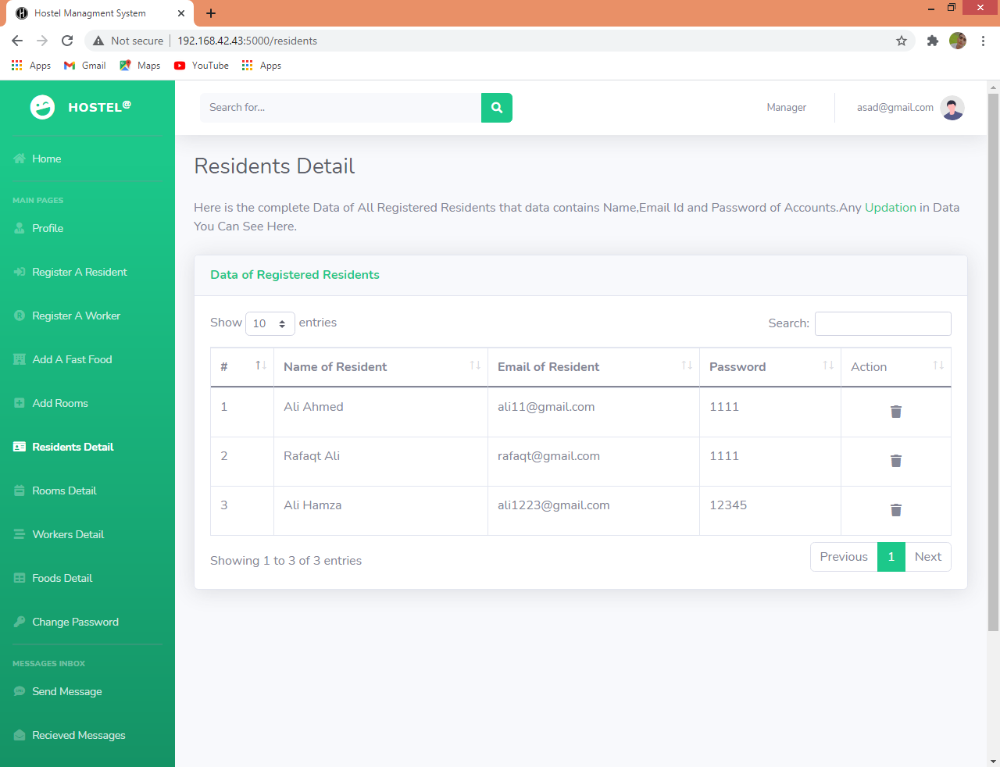 Hostel Managment System
Not secure
192.168.42.43:5000/residents
Apps
Gmail
Maps
YouTube
Apps
HOSTEL@
Search for...
Manager
asad@gmail.com
Home
MAIN PAGES
Profile
Register A Resident
Register A Worker
Add A Fast Food
Add Rooms
Residents Detail
Rooms Detail
Workers Detail
Foods Detail
Change Password
MESSAGES INBOX
Send Message
Recieved Messages
Residents Detail
Here is the complete Data of All Registered Residents that data contains Name,Email Id and Password of Accounts.Any Updation in Data
You Can See Here.
Data of Registered Residents
Show 10 entries
Search:
# Name of Resident Email of Resident Password Action
1 Ali Ahmed ali11@gmail.com 1111
2 Rafaqt Ali rafaqt@gmail.com 1111
3 Ali Hamza ali1223@gmail.com 12345
Showing 1 to 3 of 3 entries
Previous 1 Next